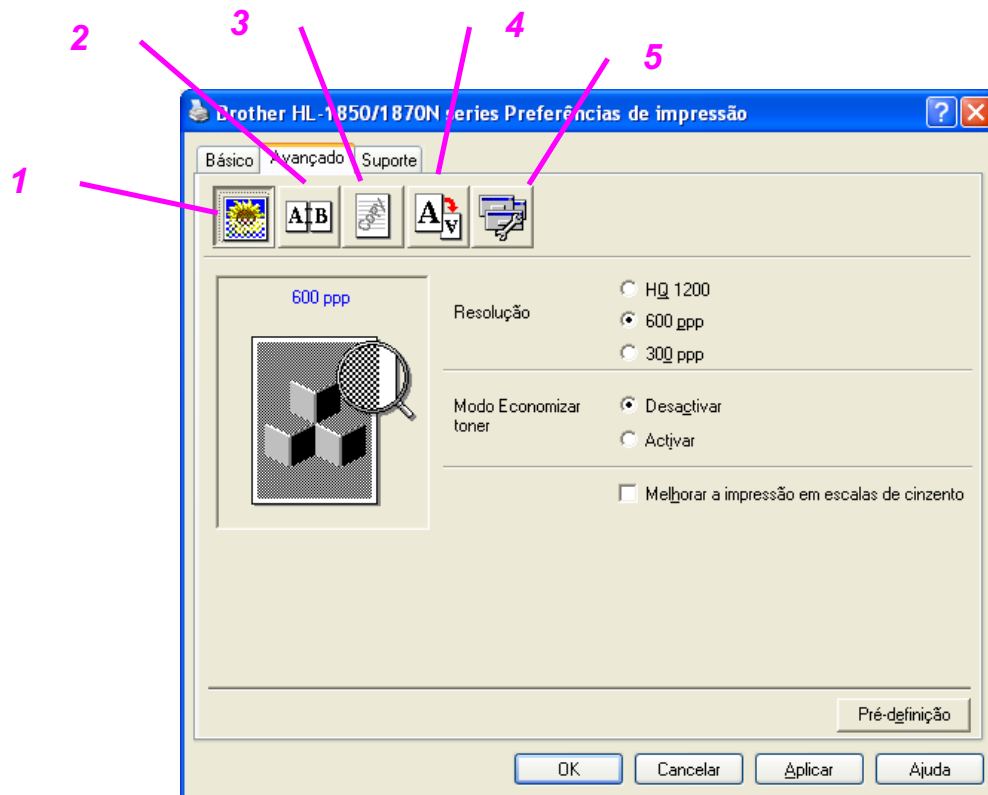 1
2
3
4
5
Brother HL-1850/1870N series Preferências de impressão
Básico
Avançado
Suporte
A B
COPY
A A
600 ppp
Resolução
HQ 1200
600 ppp
300 ppp
Modo Economizar
toner
Desactivar
Activar
Melhorar a impressão em escalas de cinzento
Pré-definição
OK
Cancelar
Aplicar
Ajuda